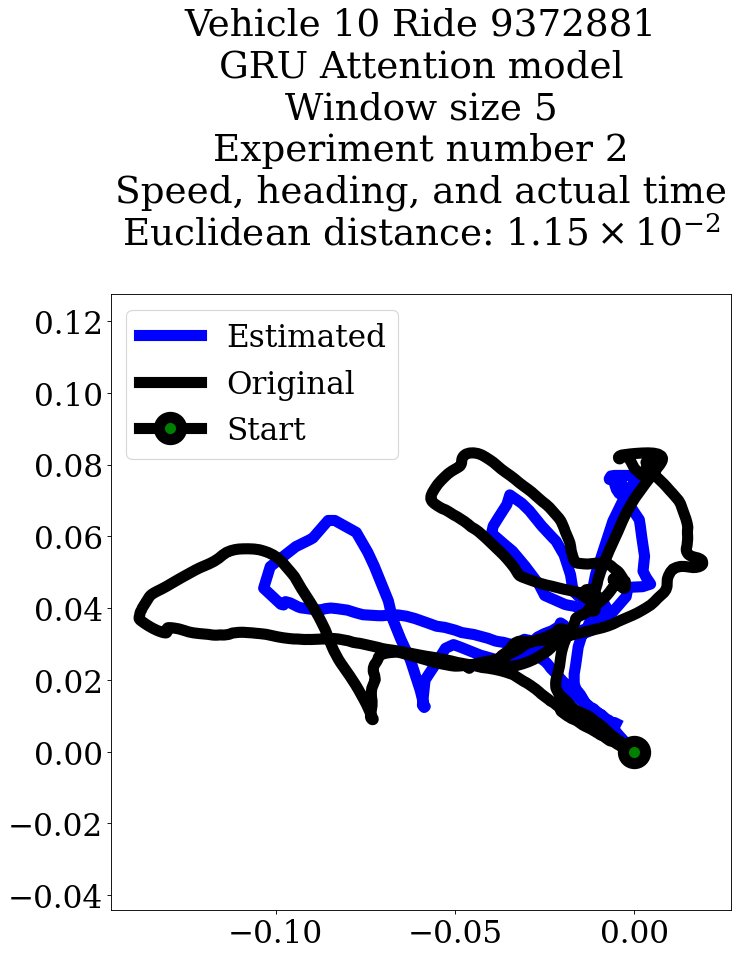 Vehicle 10 Ride 9372881
GRU Attention model
Window size 5
Experiment number 2
Speed, heading, and actual time
Euclidean distance: 1.15 × 10⁻²
Estimated
Original
Start
0.12
0.10
0.08
0.06
0.04
0.02
0.00
−0.02
−0.04
−0.10
−0.05
0.00